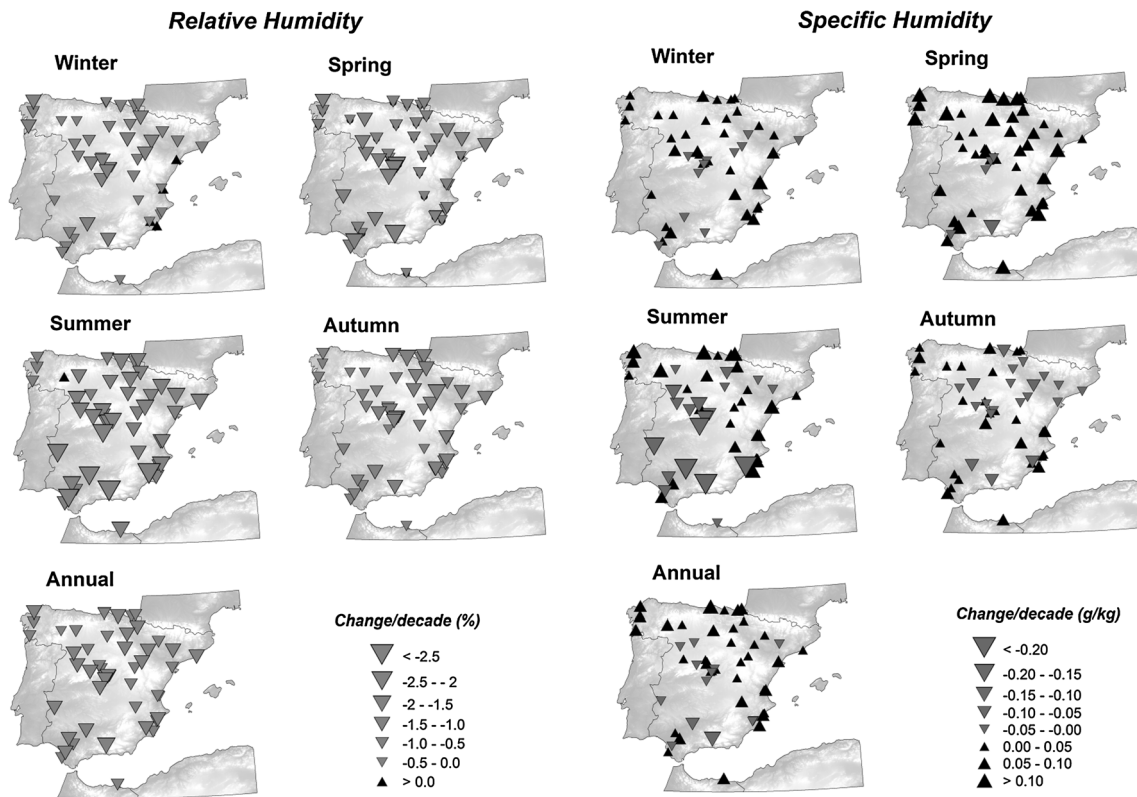 Relative Humidity
Specific Humidity
Winter
Spring
Winter
Spring
Summer
Autumn
Summer
Autumn
Annual
Change/decade (%)
< -2.5
-2.5 - -2
-2 - -1.5
-1.5 - -1.0
-1.0 - -0.5
-0.5 - 0.0
> 0.0
Annual
Change/decade (g/kg)
< -0.20
-0.20 - -0.15
-0.15 - -0.10
-0.10 - -0.05
-0.05 - -0.00
0.00 - 0.05
0.05 - 0.10
> 0.10